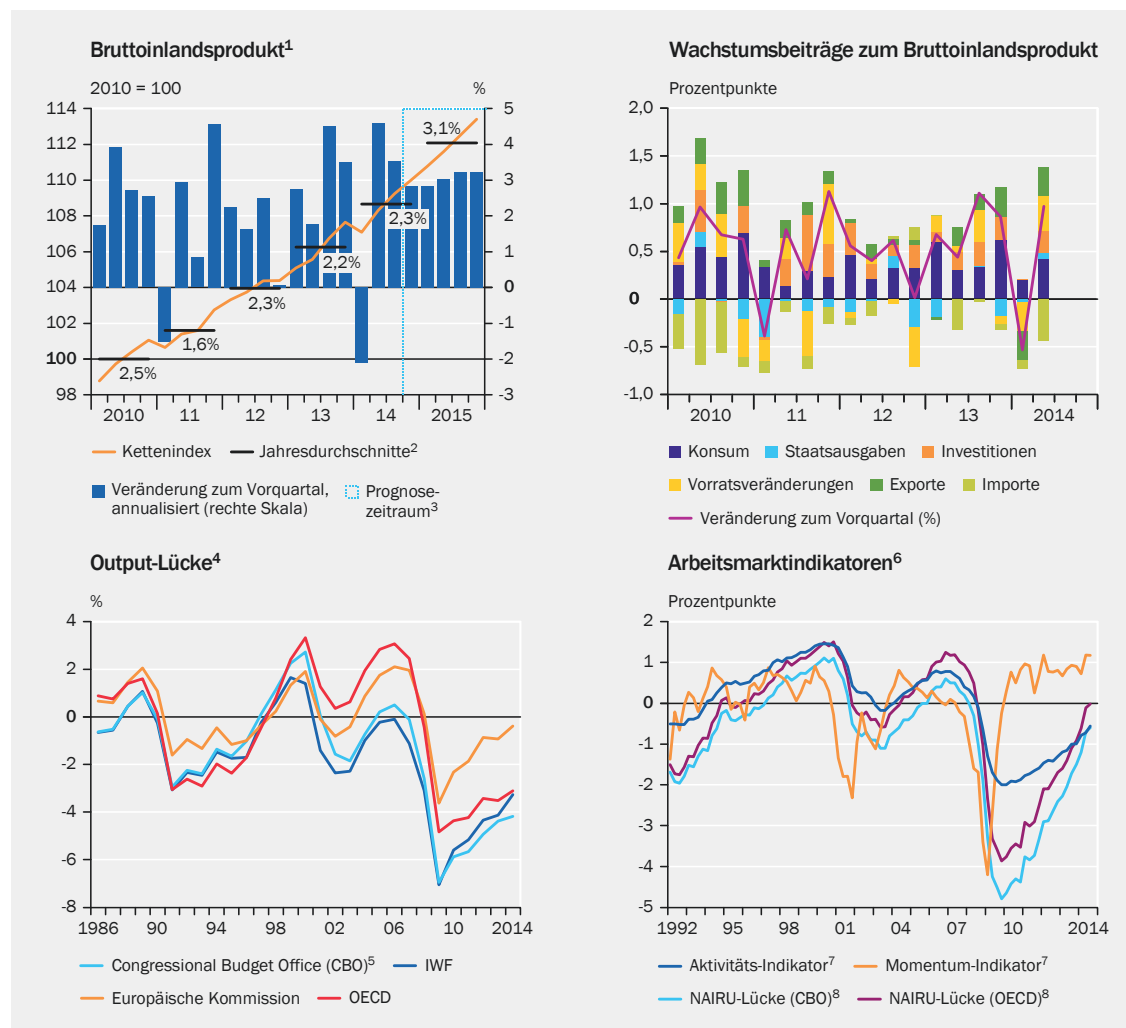 Bruttoinlandsprodukt¹
2010 = 100
%
114
112
110
108
106
104
102
100
98
5
4
3
2
1
0
-1
-2
-3
2,5%
1,6%
2,3%
2,2%
2,3%
3,1%
2010 11 12 13 14 2015
Kettenindex Jahresdurchschnitte²
Veränderung zum Vorquartal,
annualisiert (rechte Skala)
Prognose-
zeitraum³
Wachstumsbeiträge zum Bruttoinlandsprodukt
Prozentpunkte
2,0
1,5
1,0
0,5
0
-0,5
-1,0
2010 11 12 13 2014
Konsum Staatsausgaben Investitionen
Vorratsveränderungen Exporte Importe
Veränderung zum Vorquartal (%)
Output-Lücke⁴
%
4
2
0
-2
-4
-6
-8
1986 90 94 98 02 06 10 2014
Congressional Budget Office (CBO)⁵ IWF
Europäische Kommission OECD
Arbeitsmarktindikatoren⁶
Prozentpunkte
2
1
0
-1
-2
-3
-4
-5
1992 95 98 01 04 07 10 2014
Aktivitäts-Indikator⁷ Momentum-Indikator⁷
NAIRU-Lücke (CBO)⁸ NAIRU-Lücke (OECD)⁸